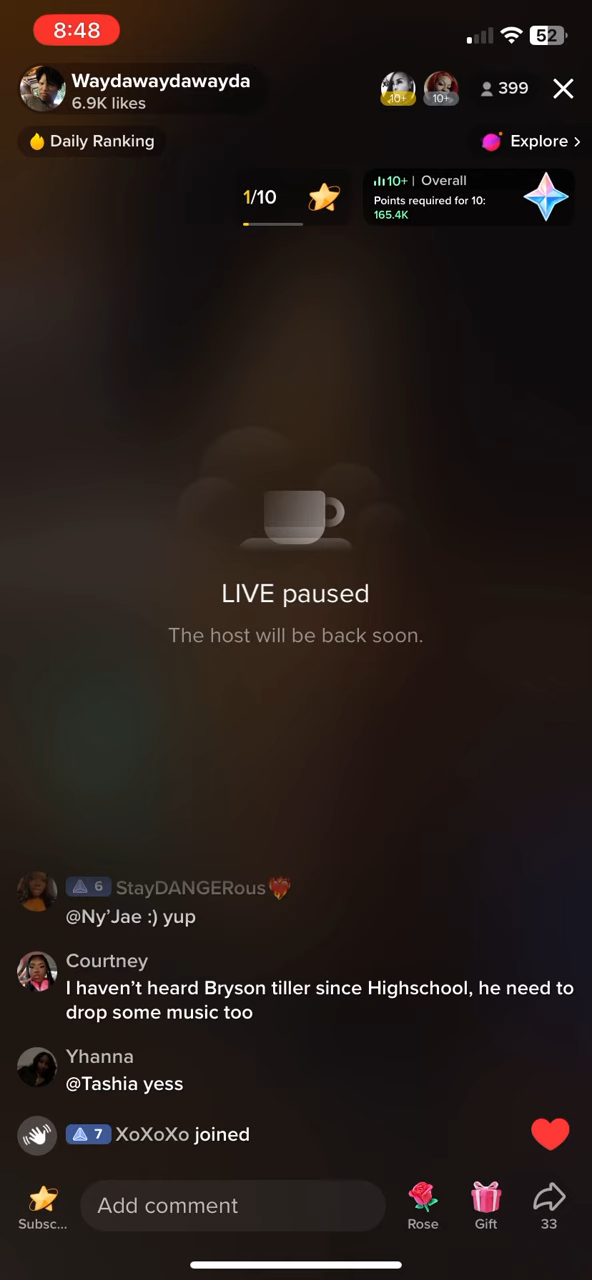 8:48
52
Waydawaydawayda
6.9K likes
10+
10+
399
Daily Ranking
Explore >
1/10
10+ | Overall
Points required for 10:
165.4K
LIVE paused
The host will be back soon.
6 StayDANGERous❤️‍🔥
@Ny’Jae :) yup
Courtney
I haven’t heard Bryson tiller since Highschool, he need to
drop some music too
Yhanna
@Tashia yess
7 XoXoXo joined
Subsc...
Add comment
Rose
Gift
33